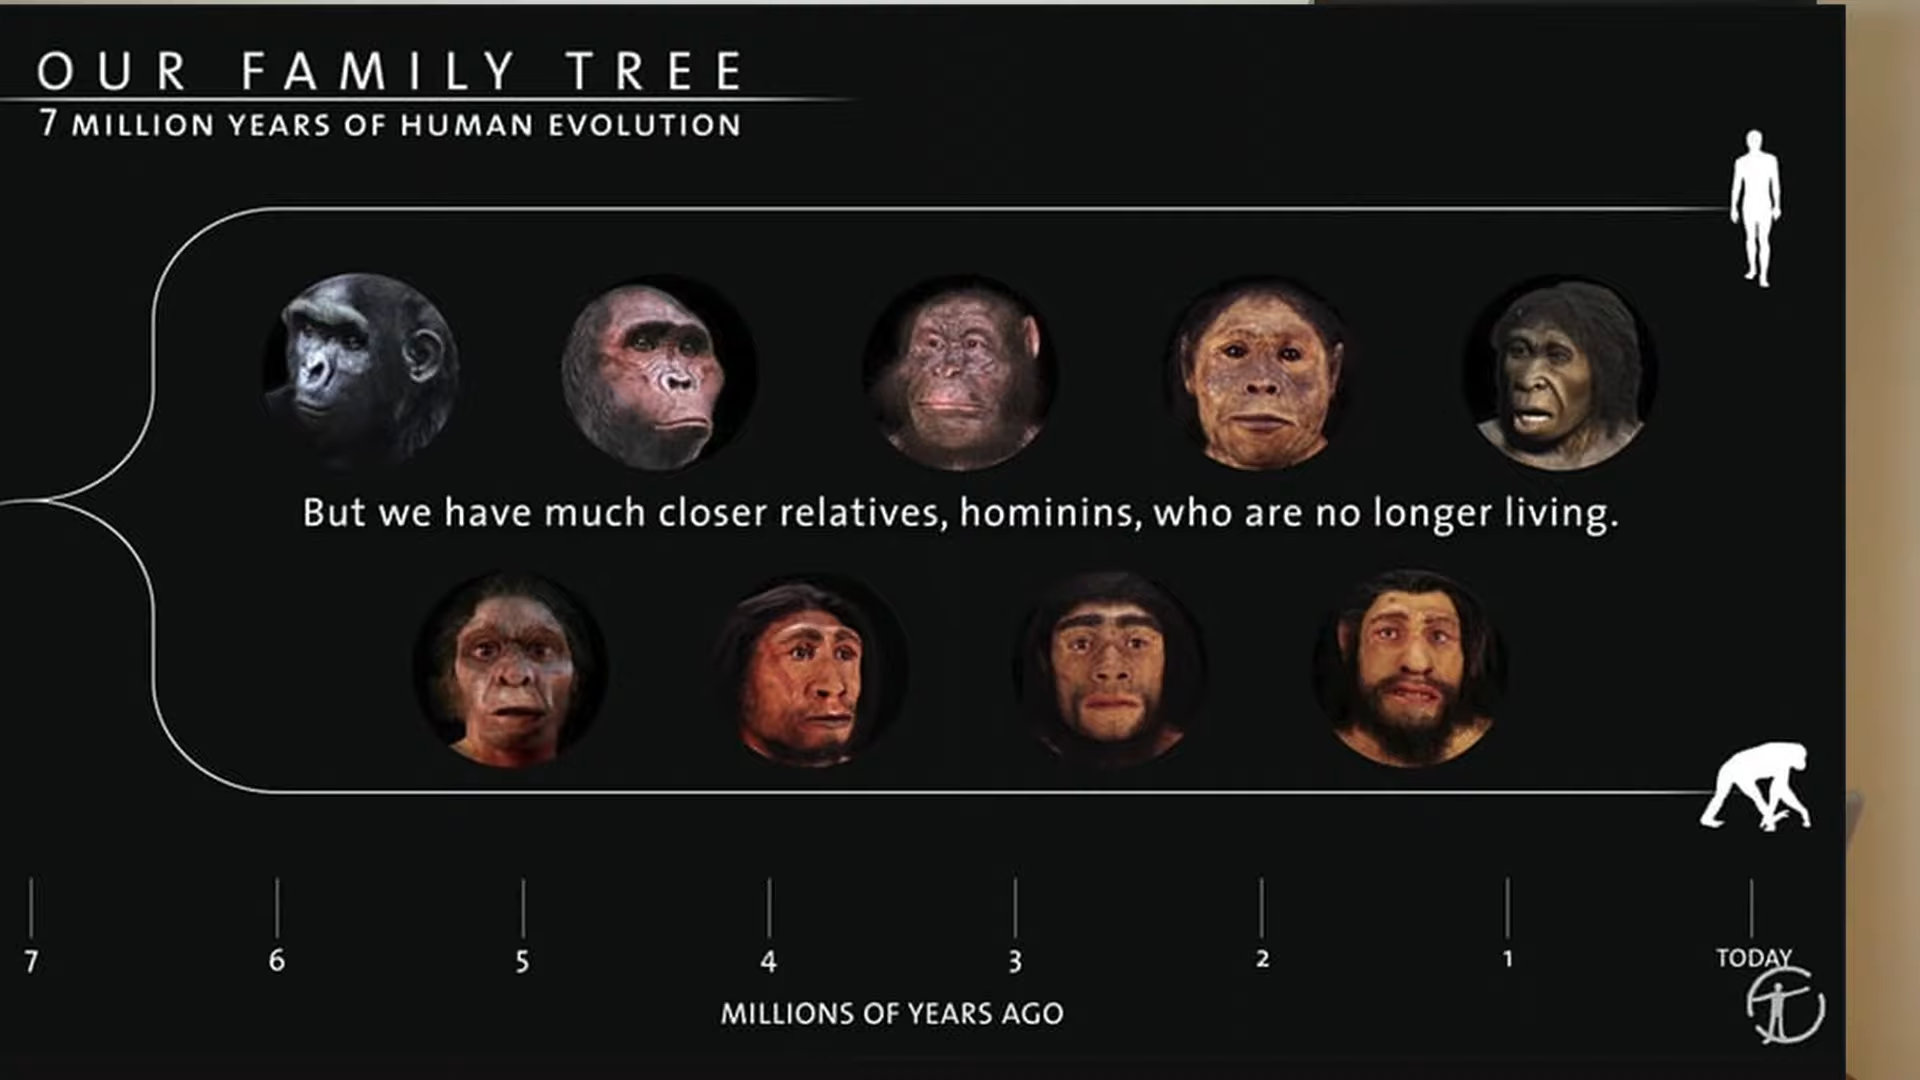 OUR FAMILY TREE
7 MILLION YEARS OF HUMAN EVOLUTION
But we have much closer relatives, hominins, who are no longer living.
7 6 5 4 3 2 1 TODAY
MILLIONS OF YEARS AGO